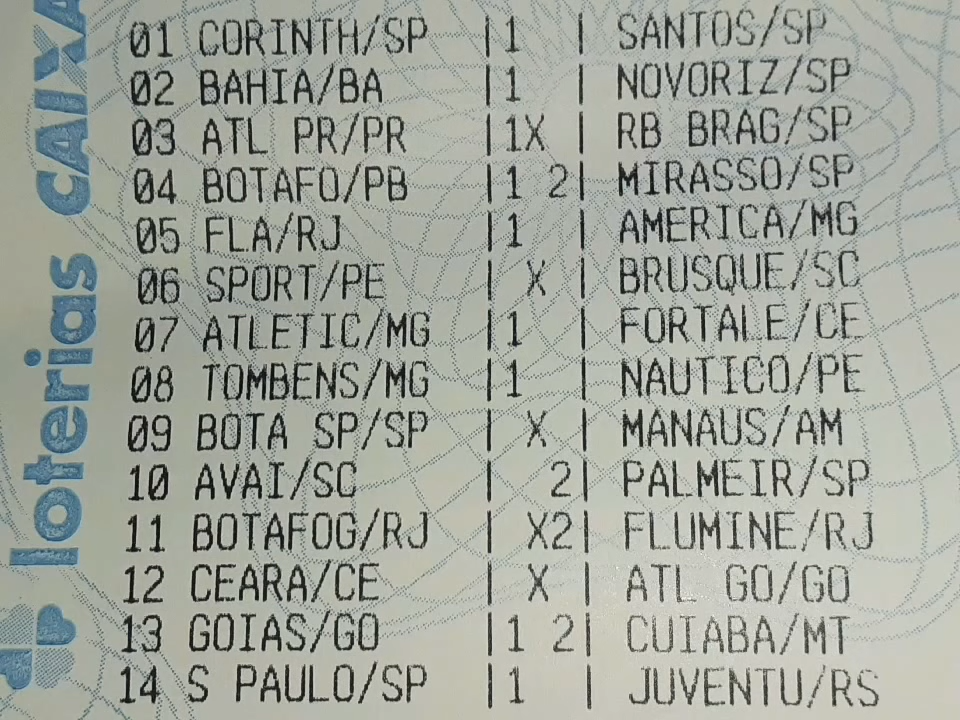 loterias CAIXA
01 CORINTH/SP |1 | SANTOS/SP
02 BAHIA/BA |1 | NOVORIZ/SP
03 ATL PR/PR |1X | RB BRAG/SP
04 BOTAFO/PB |1 2| MIRASSO/SP
05 FLA/RJ |1 | AMERICA/MG
06 SPORT/PE | X | BRUSQUE/SC
07 ATLETIC/MG |1 | FORTALE/CE
08 TOMBENS/MG |1 | NAUTICO/PE
09 BOTA SP/SP | X | MANAUS/AM
10 AVAI/SC | 2| PALMEIR/SP
11 BOTAFOG/RJ | X2| FLUMINE/RJ
12 CEARA/CE | X | ATL GO/GO
13 GOIAS/GO |1 2| CUIABA/MT
14 S PAULO/SP |1 | JUVENTU/RS